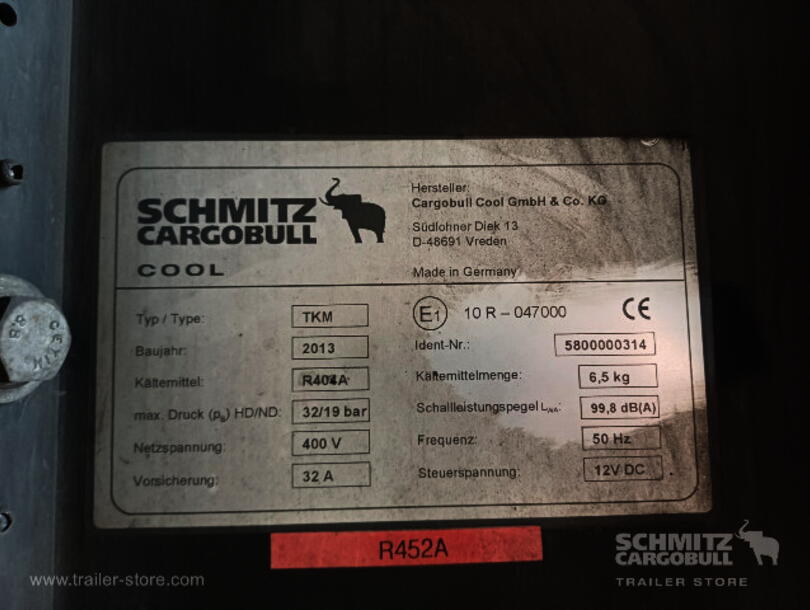 SCHMITZ
CARGOBULL
COOL
Hersteller:
Cargobull Cool GmbH & Co. KG
Südlohner Diek 13
D-48691 Vreden
Made in Germany
Typ / Type: TKM
E1 10 R – 047000 CE
Baujahr: 2013
Ident-Nr.: 5800000314
Kältemittel: R404A
Kältemittelmenge: 6,5 kg
max. Druck (ps) HD/ND: 32/19 bar
Schallleistungspegel LWA: 99,8 dB(A)
Netzspannung: 400 V
Frequenz: 50 Hz
Vorsicherung: 32 A
Steuerspannung: 12V DC
R452A
8.8
www.trailer-store.com
SCHMITZ
CARGOBULL
TRAILER STORE